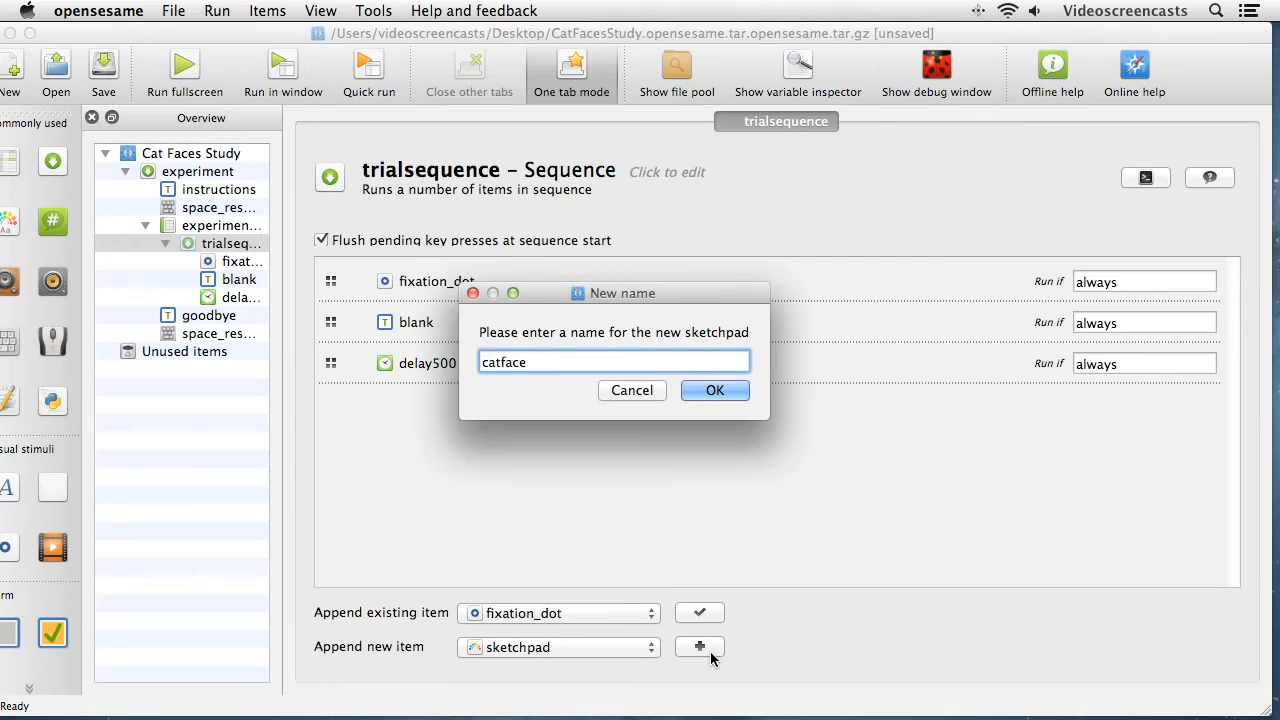 opensesame File Run Items View Tools Help and feedback Videoscreencasts
/Users/videoscreencasts/Desktop/CatFacesStudy.opensesame.tar.opensesame.tar.gz [unsaved]
New Open Save Run fullscreen Run in window Quick run Close other tabs One tab mode Show file pool Show variable inspector Show debug window Offline help Online help
ommonly used
Overview
trialsequence
Cat Faces Study
experiment
instructions
space_res...
experimen...
trialseq...
fixat...
blank
dela...
goodbye
space_res...
Unused items
Aa
sual stimuli
A
rm
trialsequence – Sequence Click to edit
Runs a number of items in sequence
Flush pending key presses at sequence start
fixation_dot Run if always
blank Run if always
delay500 Run if always
New name
Please enter a name for the new sketchpad
catface
Cancel OK
Append existing item fixation_dot
Append new item sketchpad
Ready